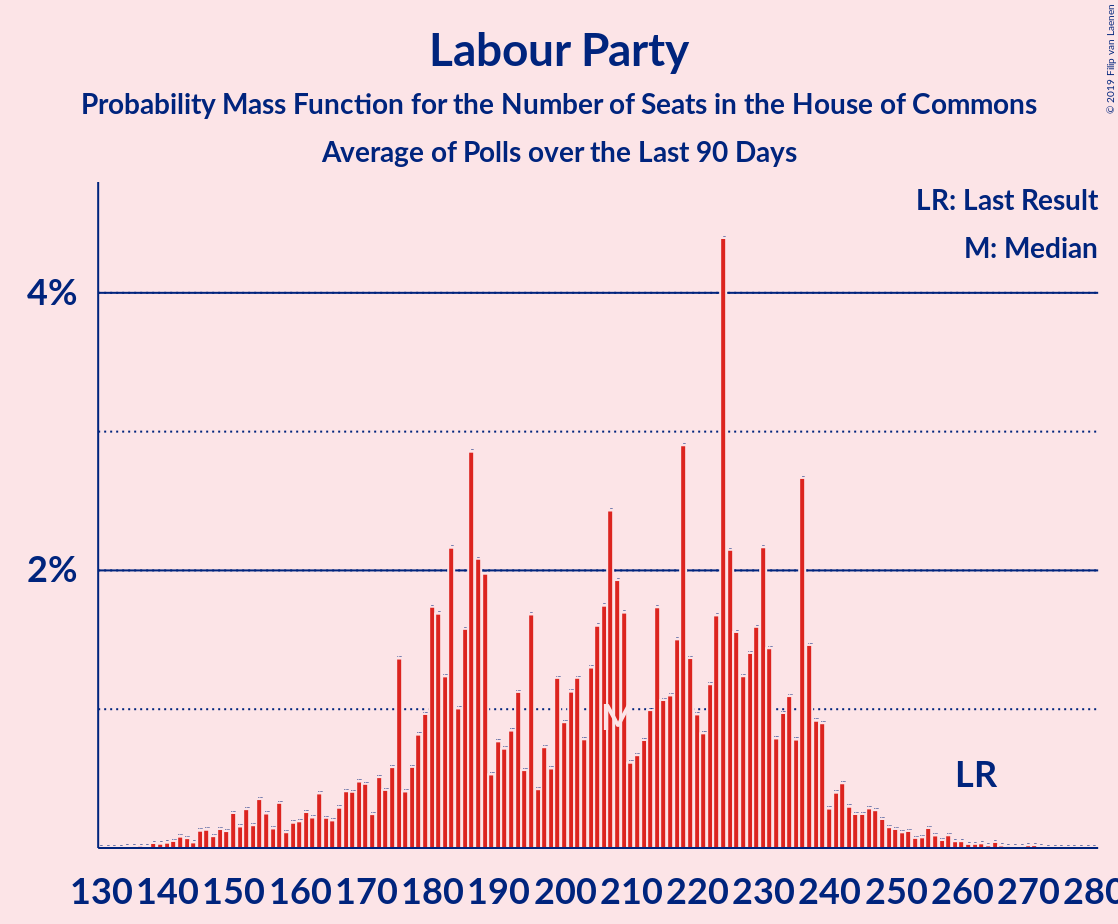 Labour Party
Probability Mass Function for the Number of Seats in the House of Commons
Average of Polls over the Last 90 Days
© 2019 Filip van Laenen
LR: Last Result
M: Median
4%
2%
M
LR
130 140 150 160 170 180 190 200 210 220 230 240 250 260 270 280